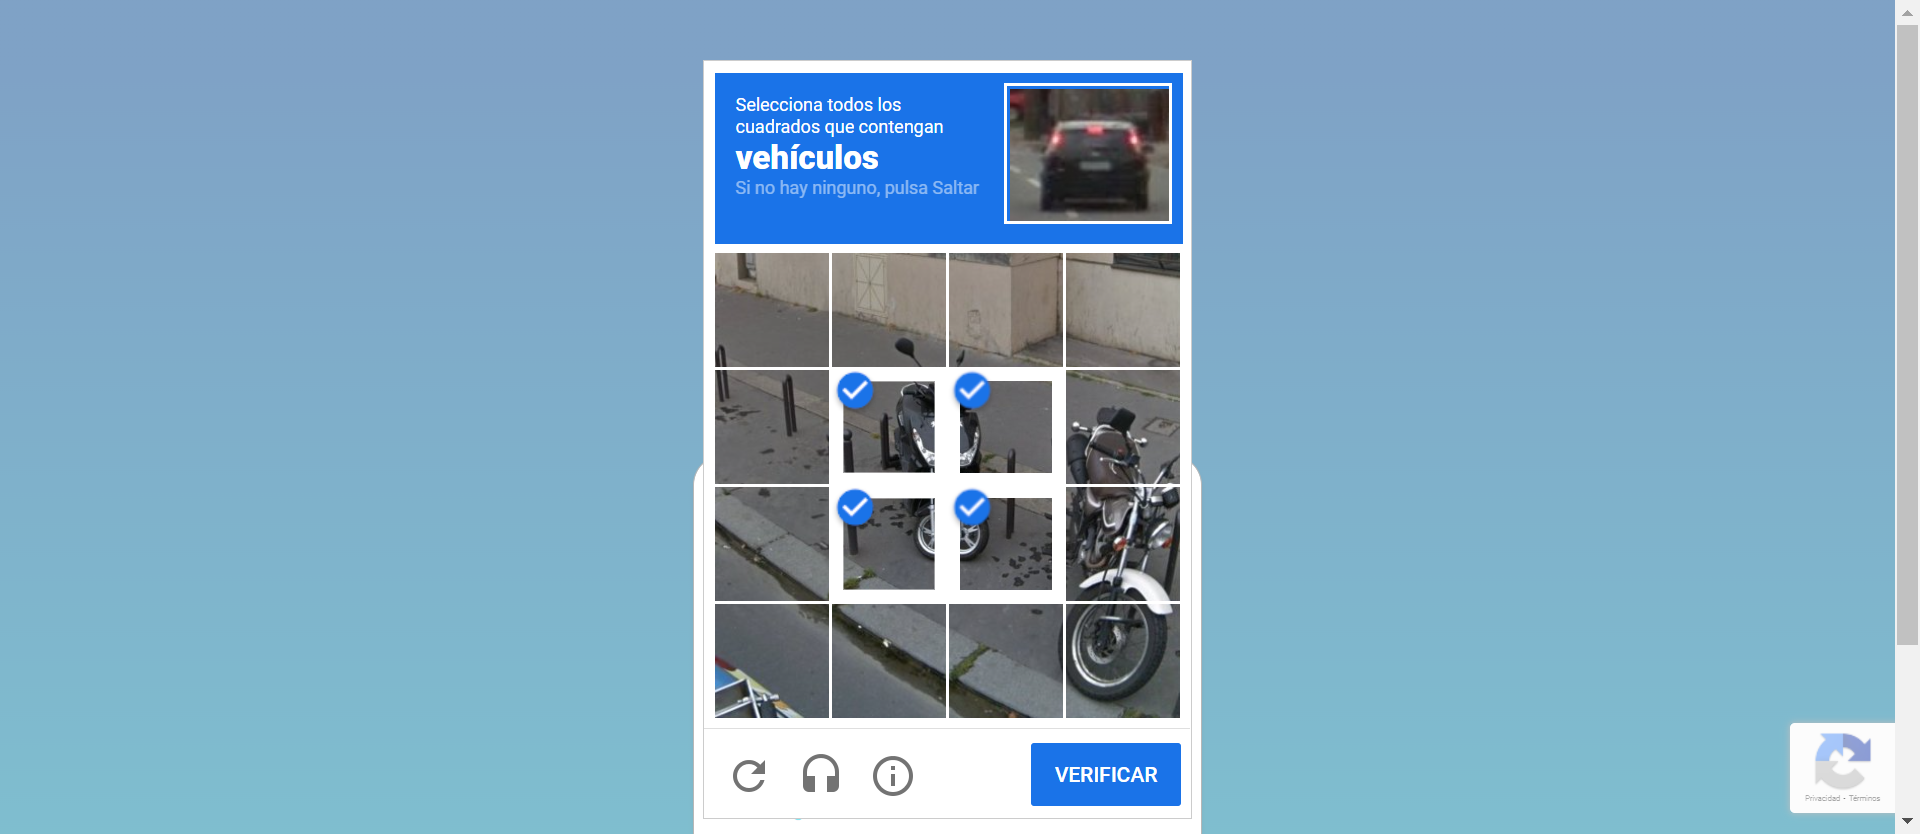 Selecciona todos los
cuadrados que contengan
vehículos
Si no hay ninguno, pulsa Saltar
VERIFICAR
Privacidad - Términos